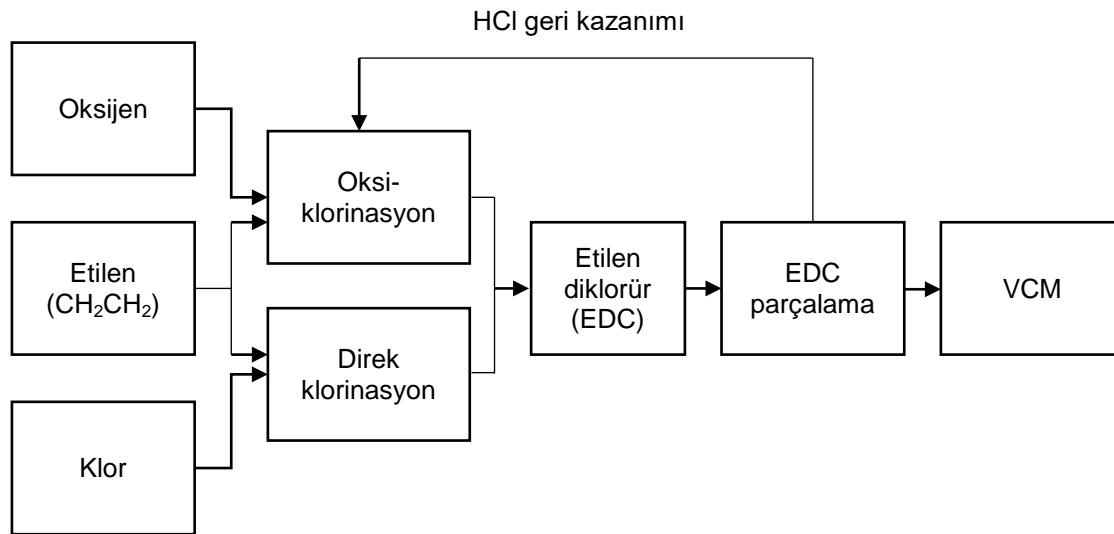 HCl geri kazanımı
Oksijen
Oksi-
klorinasyon
Etilen
(CH₂CH₂)
Etilen
diklorür
(EDC)
EDC
parçalama
VCM
Direk
klorinasyon
Klor